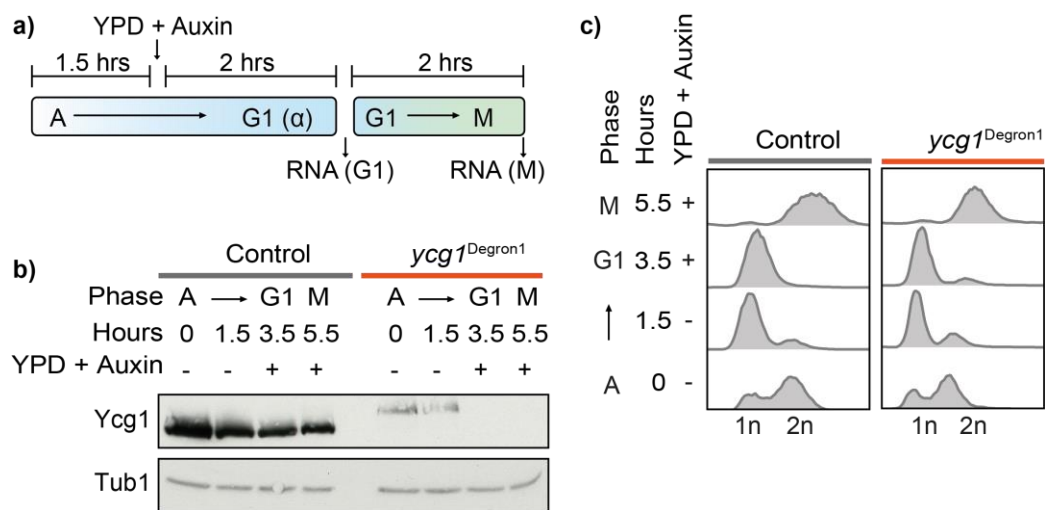 a)
YPD + Auxin
1.5 hrs 2 hrs 2 hrs
A G1 (α) G1 M
RNA (G1) RNA (M)
b)
Control ycg1Degron1
Phase A G1 M A G1 M
Hours 0 1.5 3.5 5.5 0 1.5 3.5 5.5
YPD + Auxin - - + + - - + +
Ycg1
Tub1
c)
Phase Hours YPD + Auxin
Control ycg1Degron1
M 5.5 +
G1 3.5 +
1.5 -
A 0 -
1n 2n 1n 2n